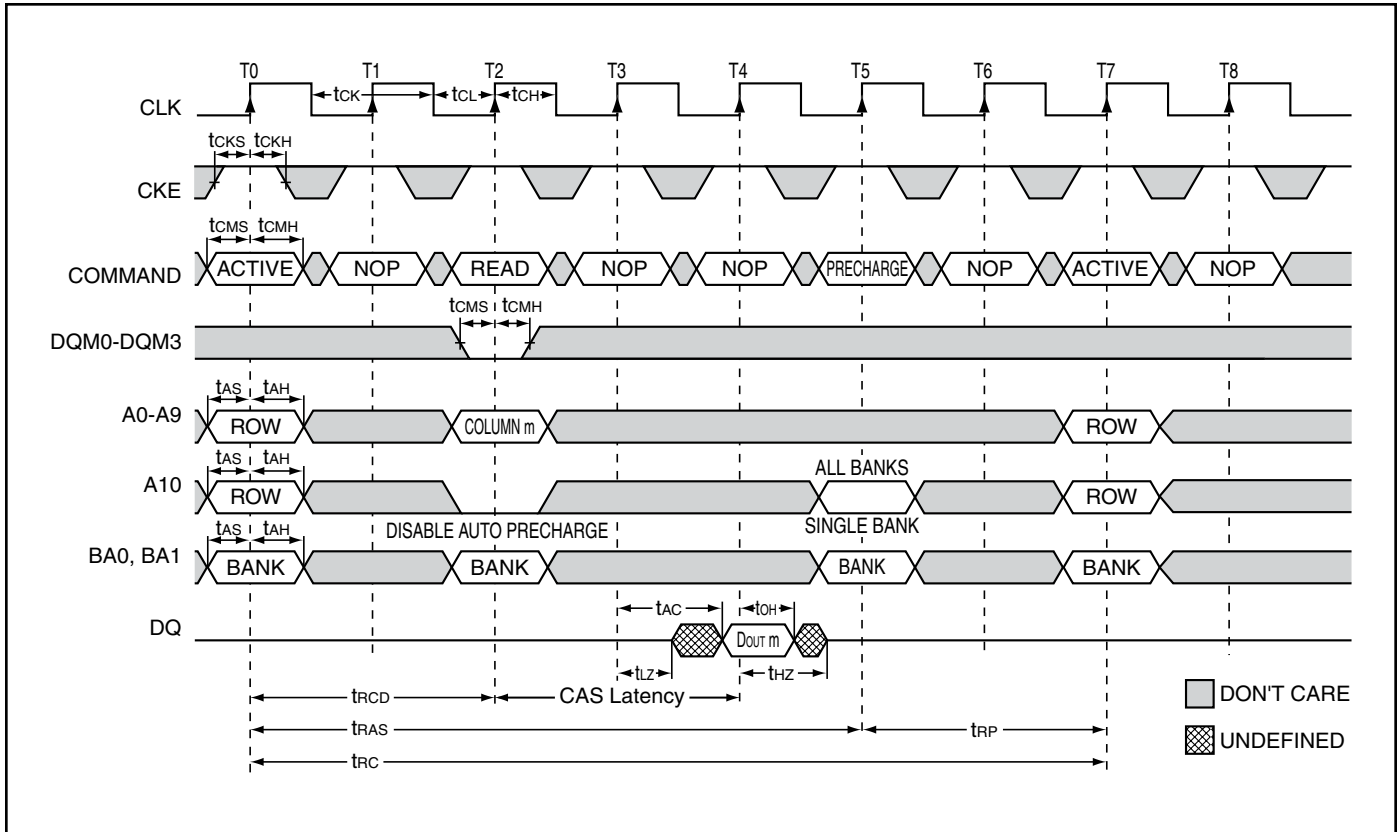 T0 T1 T2 T3 T4 T5 T6 T7 T8
CLK tCK tCL tCH
tCKS tCKH
CKE
tCMS tCMH
COMMAND ACTIVE NOP READ NOP NOP PRECHARGE NOP ACTIVE NOP
tCMS tCMH
DQM0-DQM3
tAS tAH
A0-A9 ROW COLUMN m ROW
tAS tAH ALL BANKS
A10 ROW ROW
tAS tAH DISABLE AUTO PRECHARGE SINGLE BANK
BA0, BA1 BANK BANK BANK BANK
tAC tOH
DQ DOUT m
tLZ tHZ
tRCD CAS Latency
DON'T CARE
tRAS tRP
UNDEFINED
tRC